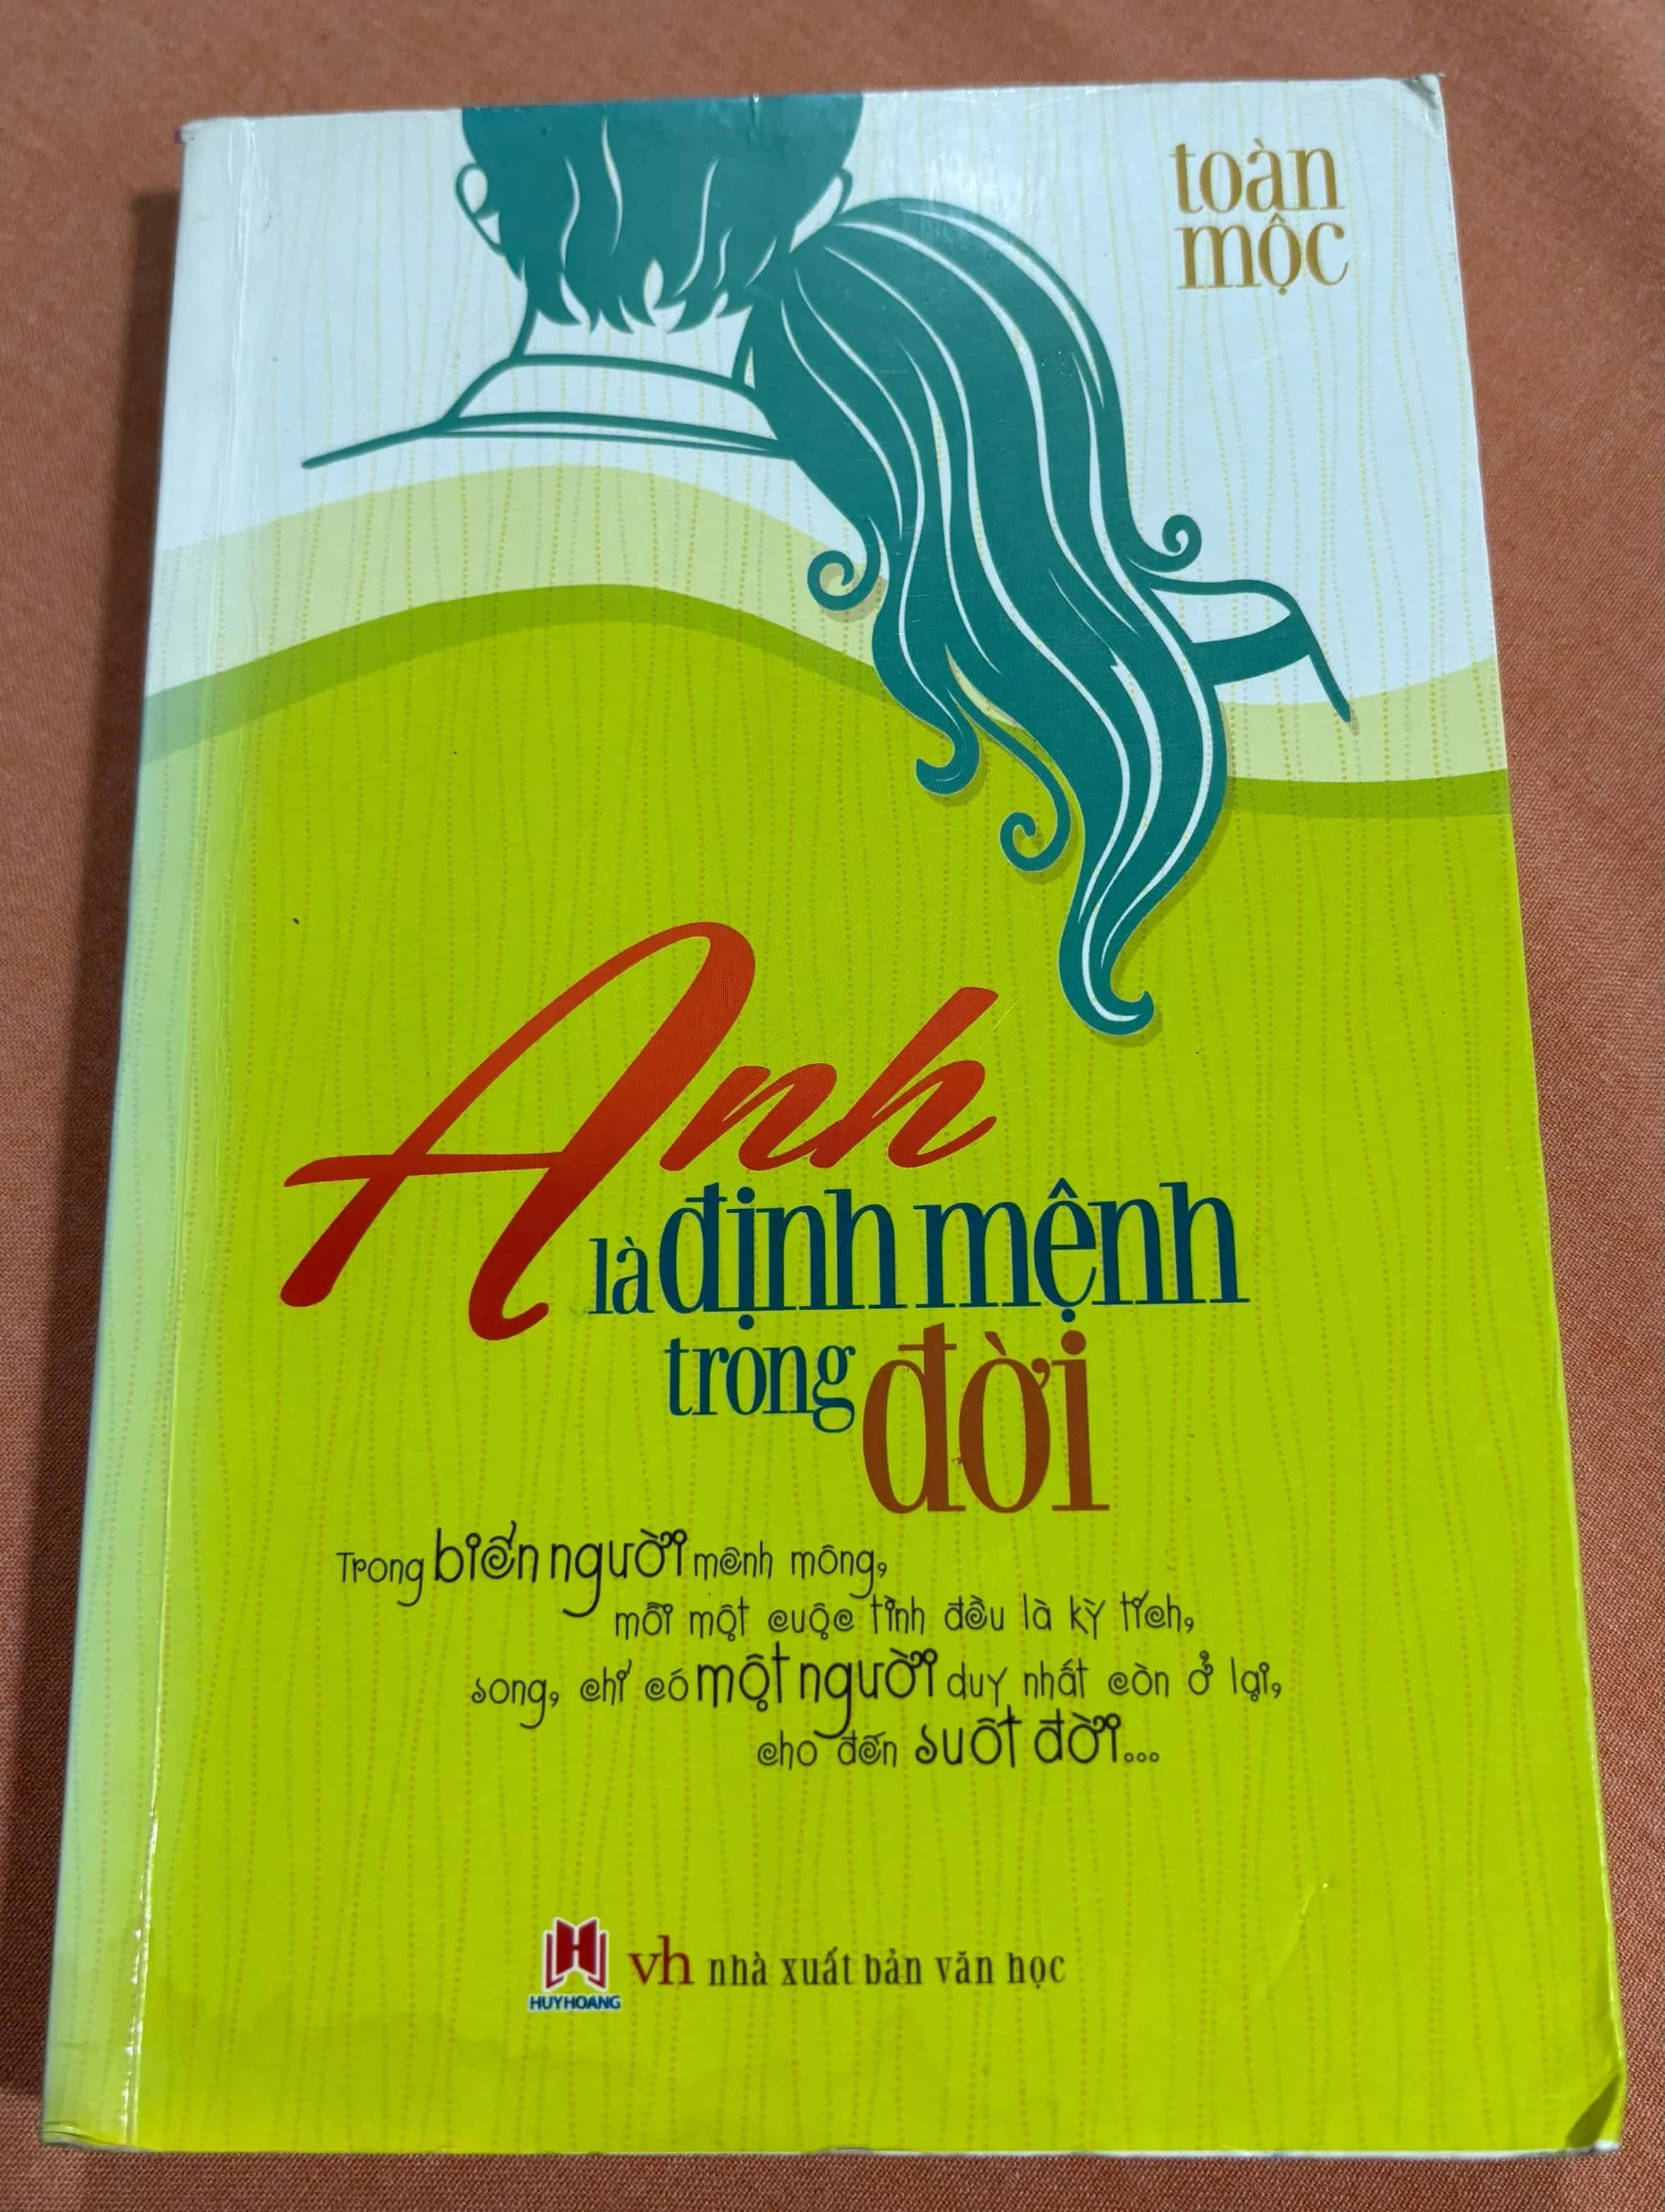 toàn
mộc
Anh
là định mệnh
trong đời
Trong biển người mênh mông,
mỗi một cuộc tình đều là kỳ tích,
song, chỉ có một người duy nhất còn ở lại,
cho đến suốt đời...
HUYHOANG
vh nhà xuất bản văn học